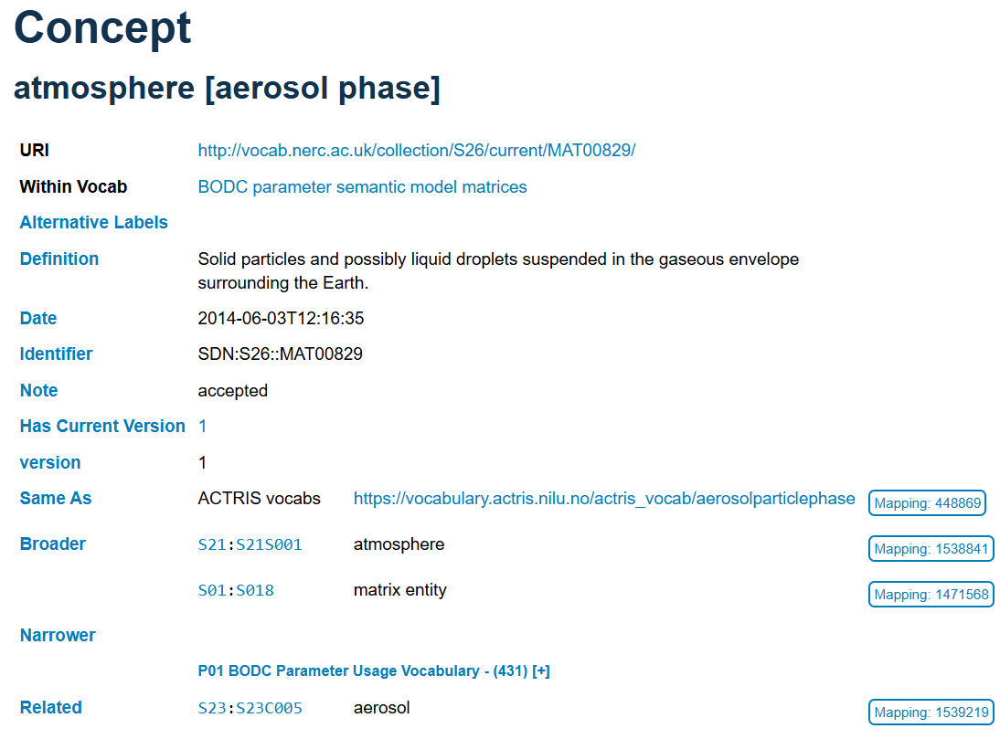 Concept
atmosphere [aerosol phase]
URI http://vocab.nerc.ac.uk/collection/S26/current/MAT00829/
Within Vocab BODC parameter semantic model matrices
Alternative Labels
Definition Solid particles and possibly liquid droplets suspended in the gaseous envelope
surrounding the Earth.
Date 2014-06-03T12:16:35
Identifier SDN:S26::MAT00829
Note accepted
Has Current Version 1
version 1
Same As ACTRIS vocabs https://vocabulary.actris.nilu.no/actris_vocab/aerosolparticlephase Mapping: 448869
Broader S21:S21S001 atmosphere Mapping: 1538841
S01:S018 matrix entity Mapping: 1471568
Narrower
P01 BODC Parameter Usage Vocabulary - (431) [+]
Related S23:S23C005 aerosol Mapping: 1539219